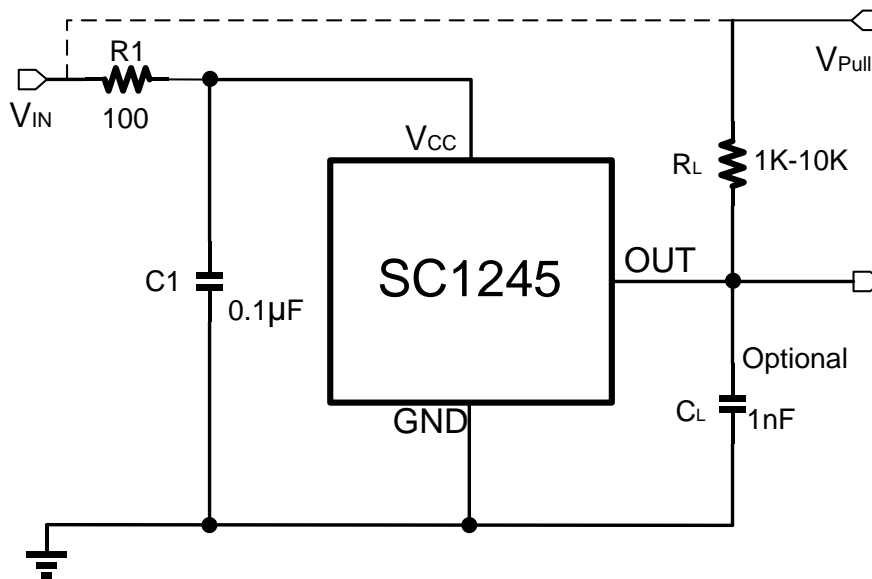 R1
VPull
VIN
100
VCC
RL
1K-10K
OUT
SC1245
C1
0.1µF
Optional
CL
1nF
GND